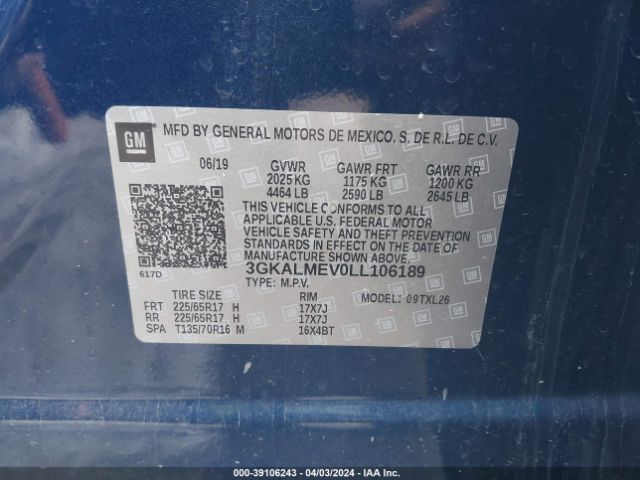 GM
MFD BY GENERAL MOTORS DE MEXICO, S. DE R.L. DE C.V.
06/19 GVWR GAWR FRT GAWR RR
2025 KG 1175 KG 1200 KG
4464 LB 2590 LB 2645 LB
THIS VEHICLE CONFORMS TO ALL
APPLICABLE U.S. FEDERAL MOTOR
VEHICLE SAFETY AND THEFT PREVENTION
STANDARDS IN EFFECT ON THE DATE OF
MANUFACTURE SHOWN ABOVE.
617D 3GKALMEV0LL106189
TYPE: M.P.V.
TIRE SIZE RIM MODEL: 09TXL26
FRT 225/65R17 H 17X7J
RR 225/65R17 H 17X7J
SPA T135/70R16 M 16X4BT
000-39106243 - 04/03/2024 - IAA Inc.